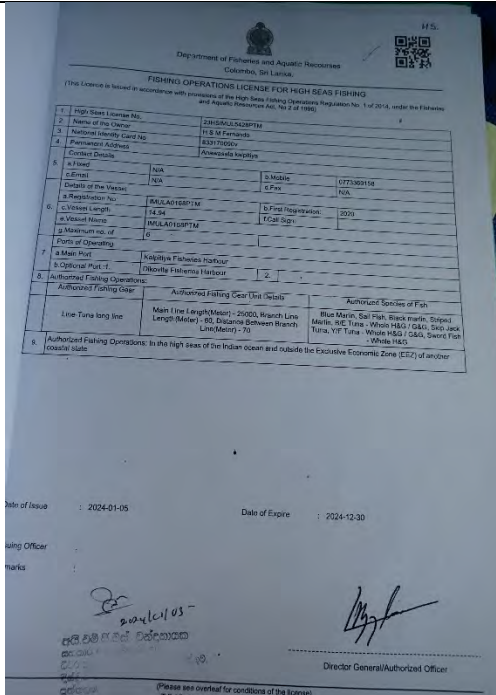 H.S.
Department of Fisheries and Aquatic Recourses
Colombo, Sri Lanka.
FISHING OPERATIONS LICENSE FOR HIGH SEAS FISHING
(This Licence is issued in accordance with provisions of the High Seas Fishing Operations Regulation No. 1 of 2014, under the Fisheries
and Aquatic Resources Act, No 2 of 1996).
1. High Seas License No.
2. Name of the Owner H S M Fernando
3. National Identity Card No
4. Permanent Address
5. Contact Details
a.Fixed N/A b.Mobile 0773363158
c.Email N/A d.Fax N/A
6. Details of the Vessel
a.Registration No IMULA0168PTM b.First Registration: 2020
c.Vessel Length 14.94 f.Call Sign
e.Vessel Name IMULA0168PTM
g.Maximum no. of 6
7. Ports of Operating
a.Main Port Kalpitiya Fisheries Harbour
b.Optional Port :1. Dikovita Fisheries Harbour 2.
8. Authorized Fishing Operations:
Authorized Fishing Gear Authorized Fishing Gear Unit Details Authorized Species of Fish
Line Tuna long line Main Line Length(Meter) - 25000, Branch Line
Length (Meter) - 60, Distance Between Branch
Line(Meter) - 70
Blue Marlin, Sail Fish, Black marlin, Striped
Marlin, B/E Tuna - Whole H&G / G&G, Skip Jack
Tuna, Y/F Tuna - Whole H&G / G&G, Sword Fish
- Whole H&G
9. Authorized Fishing Operations: In the high seas of the Indian ocean and outside the Exclusive Economic Zone (EEZ) of another
coastal state
Date of Issue : 2024-01-05
Date of Expire : 2024-12-30
suing Officer :
marks :
2024/01/05
Director General/Authorized Officer
(Please see overleaf for conditions of the license)